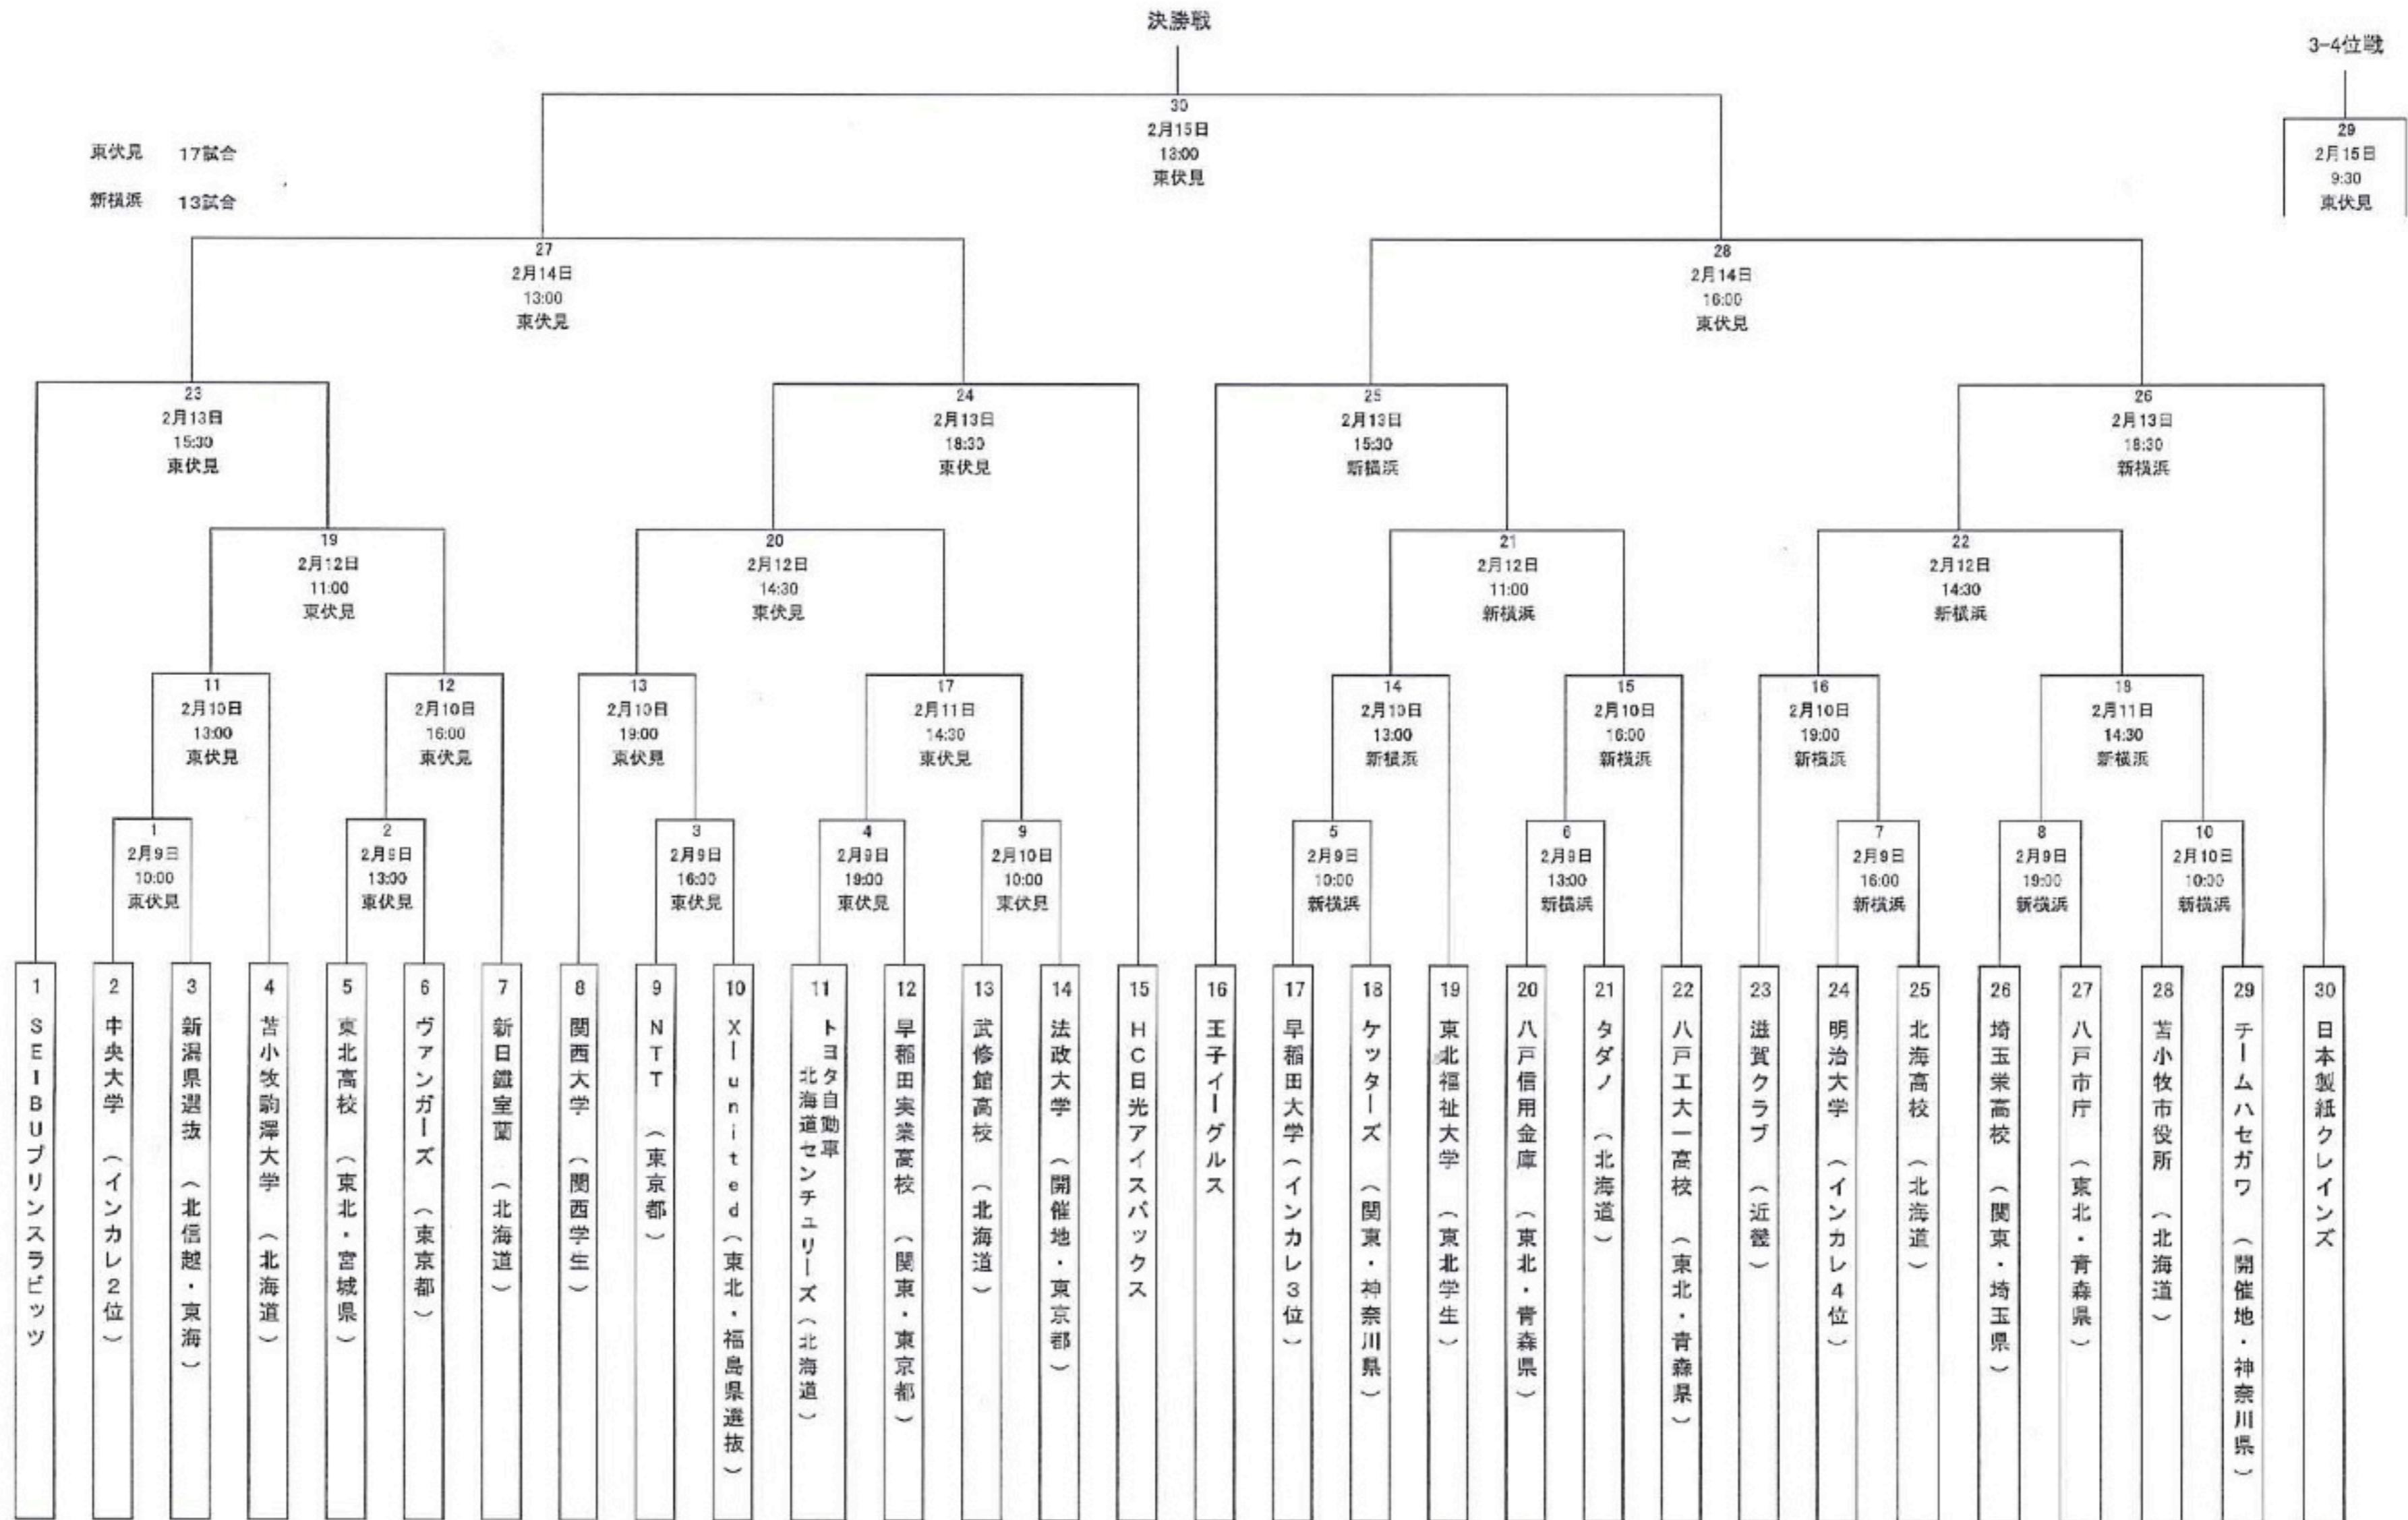 決勝戦
3-4位戦
30
2月15日
13:00
東伏見
29
2月15日
9:30
東伏見
東伏見 17試合
新横浜 13試合
27
2月14日
13:00
東伏見
28
2月14日
16:00
東伏見
23
2月13日
15:30
東伏見
24
2月13日
18:30
東伏見
25
2月13日
15:30
新横浜
26
2月13日
18:30
新横浜
19
2月12日
11:00
東伏見
20
2月12日
14:30
東伏見
21
2月12日
11:00
新横浜
22
2月12日
14:30
新横浜
11
2月10日
13:00
東伏見
12
2月10日
16:00
東伏見
13
2月10日
19:00
東伏見
17
2月11日
14:30
東伏見
14
2月10日
13:00
新横浜
15
2月10日
16:00
新横浜
16
2月10日
19:00
新横浜
18
2月11日
14:30
新横浜
1
2月9日
10:00
東伏見
2
2月9日
13:00
東伏見
3
2月9日
16:00
東伏見
4
2月9日
19:00
東伏見
9
2月10日
10:00
東伏見
5
2月9日
10:00
新横浜
6
2月9日
13:00
新横浜
7
2月9日
16:00
新横浜
8
2月9日
19:00
新横浜
10
2月10日
10:00
新横浜
1 SEIBUプリンスラビッツ
2 中央大学 (インカレ2位)
3 新潟県選抜 (北信越・東海)
4 苫小牧駒澤大学 (北海道)
5 東北高校 (東北・宮城県)
6 ヴァンガーズ (東京都)
7 新日鐵室蘭 (北海道)
8 関西大学 (関西学生)
9 NTT (東京都)
10 XIunited(東北・福島県選抜)
11 トヨタ自動車
北海道センチュリーズ(北海道)
12 早稲田実業高校 (関東・東京都)
13 武修館高校 (北海道)
14 法政大学 (開催地・東京都)
15 HC日光アイスバックス
16 王子イーグルス
17 早稲田大学(インカレ3位)
18 ケッターズ (関東・神奈川県)
19 東北福祉大学 (東北学生)
20 八戸信用金庫 (東北・青森県)
21 タダノ (北海道)
22 八戸工大一高校 (東北・青森県)
23 滋賀クラブ (近畿)
24 明治大学 (インカレ4位)
25 北海高校 (北海道)
26 埼玉栄高校 (関東・埼玉県)
27 八戸市庁 (東北・青森県)
28 苫小牧市役所 (北海道)
29 チームハセガワ (開催地・神奈川県)
30 日本製紙クレインズ